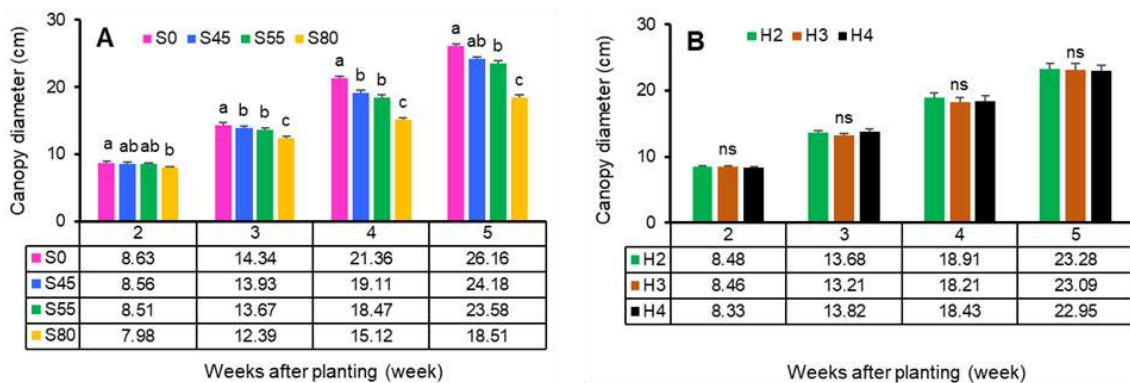 A
S0 S45 S55 S80
Canopy diameter (cm)
30
20
10
0
a ab ab b
a b b c
a b b c
a ab b c
2 3 4 5
S0 8.63 14.34 21.36 26.16
S45 8.56 13.93 19.11 24.18
S55 8.51 13.67 18.47 23.58
S80 7.98 12.39 15.12 18.51
Weeks after planting (week)
B
H2 H3 H4
Canopy diameter (cm)
30
20
10
0
ns ns ns ns
2 3 4 5
H2 8.48 13.68 18.91 23.28
H3 8.46 13.21 18.21 23.09
H4 8.33 13.82 18.43 22.95
Weeks after planting (week)